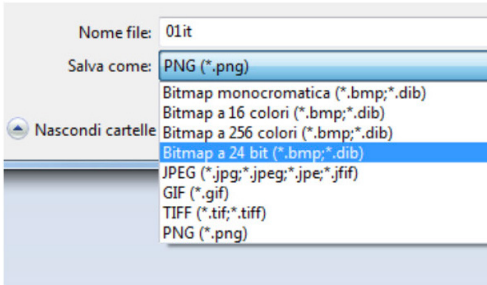 Nome file: 01it
Salva come: PNG (*.png)
Bitmap monocromatica (*.bmp;*.dib)
Bitmap a 16 colori (*.bmp;*.dib)
Nascondi cartelle
Bitmap a 256 colori (*.bmp;*.dib)
Bitmap a 24 bit (*.bmp;*.dib)
JPEG (*.jpg;*.jpeg;*.jpe;*.jfif)
GIF (*.gif)
TIFF (*.tif;*.tiff)
PNG (*.png)